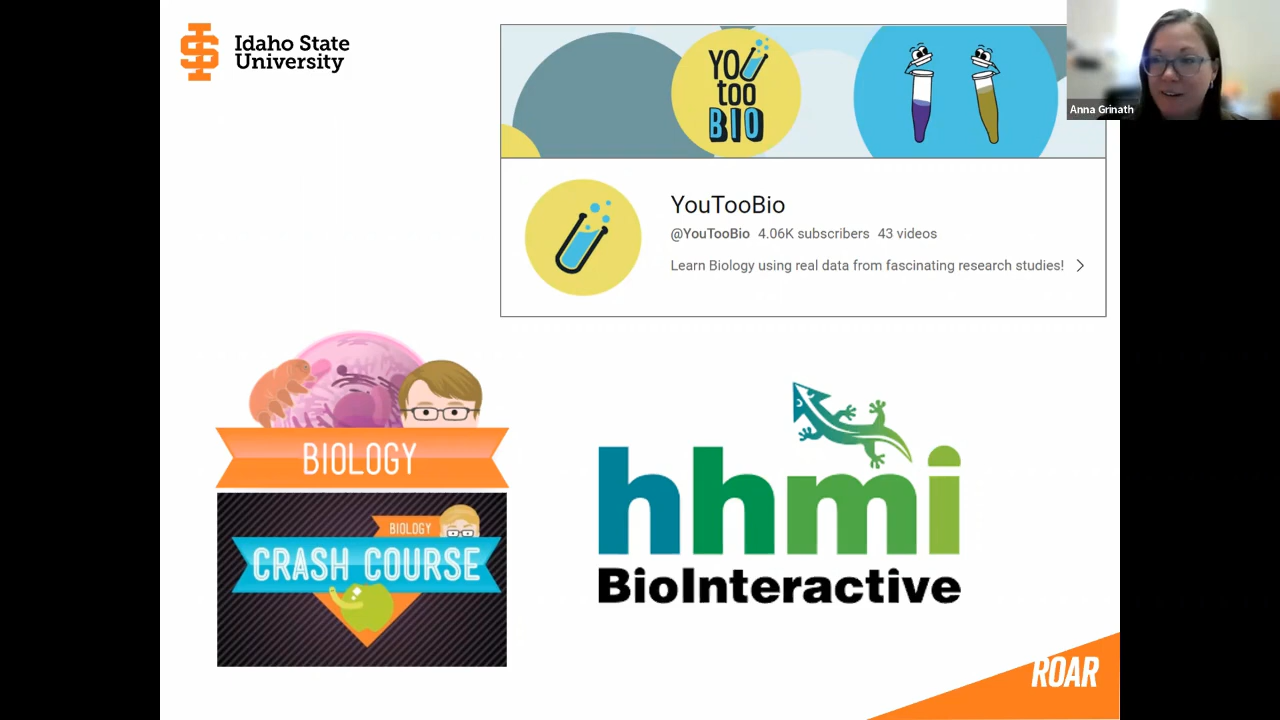 Idaho State
University
YOU
too
BIO
Anna Grinath
YouTooBio
@YouTooBio 4.06K subscribers 43 videos
Learn Biology using real data from fascinating research studies!
BIOLOGY
BIOLOGY
CRASH COURSE
hhmi
BioInteractive
ROAR